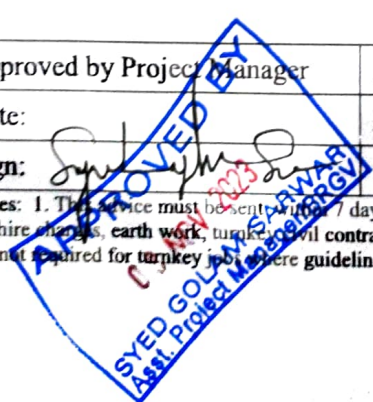 proved by Project Manager
te:
gn:
APPROVED BY
NOV 2023
SYED GOLAM SARWAR
Asst. Project Manager
es: 1. This advice must be sent within 7 day
hire charges, earth work, turnkey civil contra
not required for turnkey jobs where guidelin